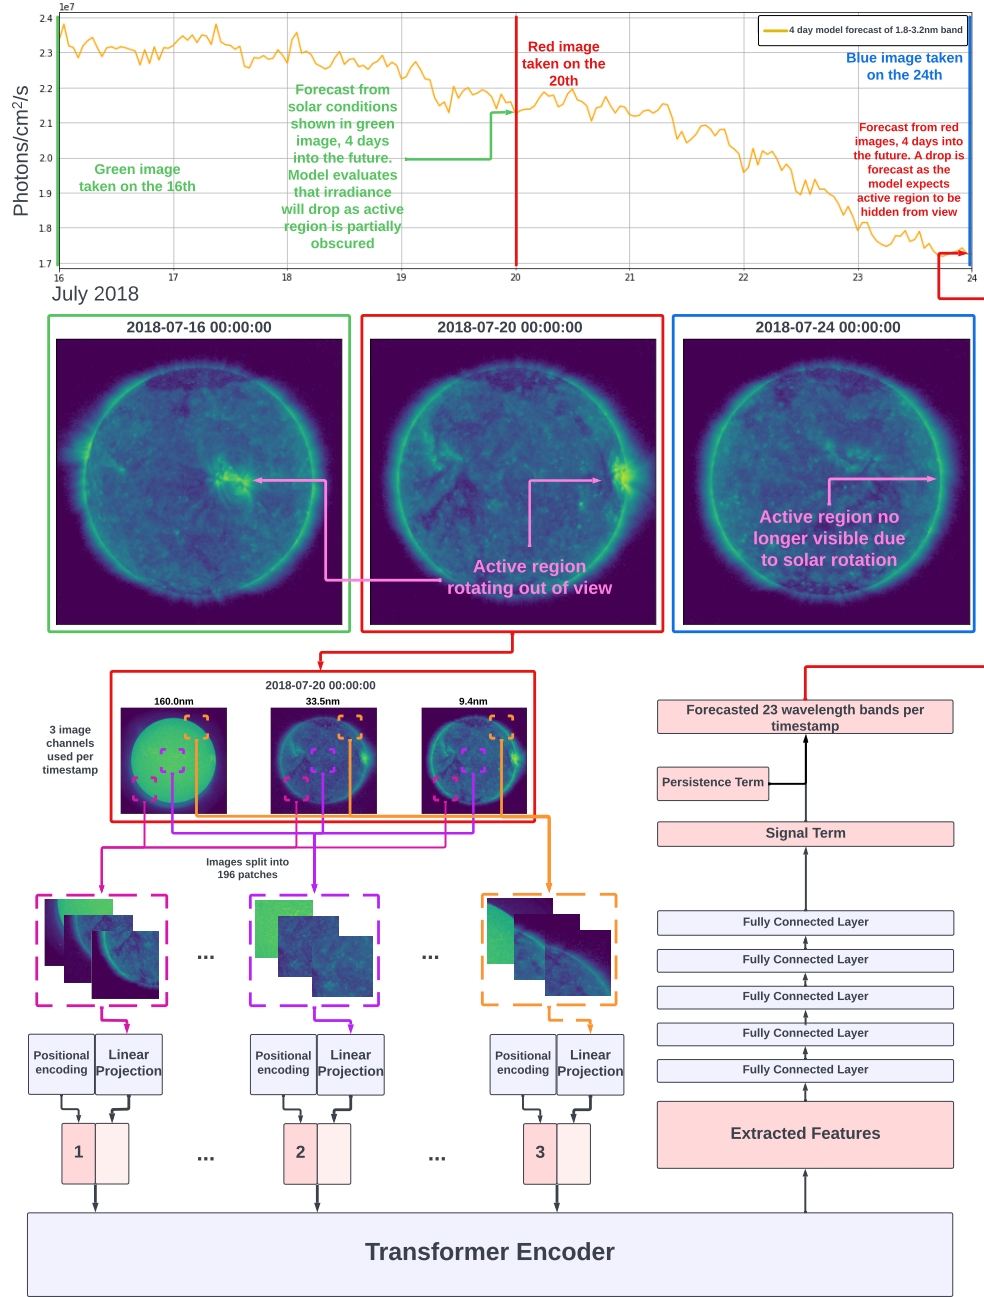 1e7
2.4
2.3
2.2
2.1
2.0
1.9
1.8
1.7
Photons/cm²/s
4 day model forecast of 1.8-3.2nm band
Red image
taken on the
20th
Blue image taken
on the 24th
Forecast from
solar conditions
shown in green
image, 4 days
into the future.
Model evaluates
that irradiance
will drop as active
region is partially
obscured
Green image
taken on the 16th
Forecast from red
images, 4 days into
the future. A drop is
forecast as the
model expects
active region to be
hidden from view
16
17
18
19
20
21
22
23
24
July 2018
2018-07-16 00:00:00
2018-07-20 00:00:00
2018-07-24 00:00:00
Active region
rotating out of view
Active region no
longer visible due
to solar rotation
2018-07-20 00:00:00
160.0nm
33.5nm
9.4nm
3 image
channels
used per
timestamp
Images split into
196 patches
...
...
Positional
encoding
Linear
Projection
Positional
encoding
Linear
Projection
Positional
encoding
Linear
Projection
1
...
2
...
3
Transformer Encoder
Forecasted 23 wavelength bands per
timestamp
Persistence Term
Signal Term
Fully Connected Layer
Fully Connected Layer
Fully Connected Layer
Fully Connected Layer
Fully Connected Layer
Extracted Features